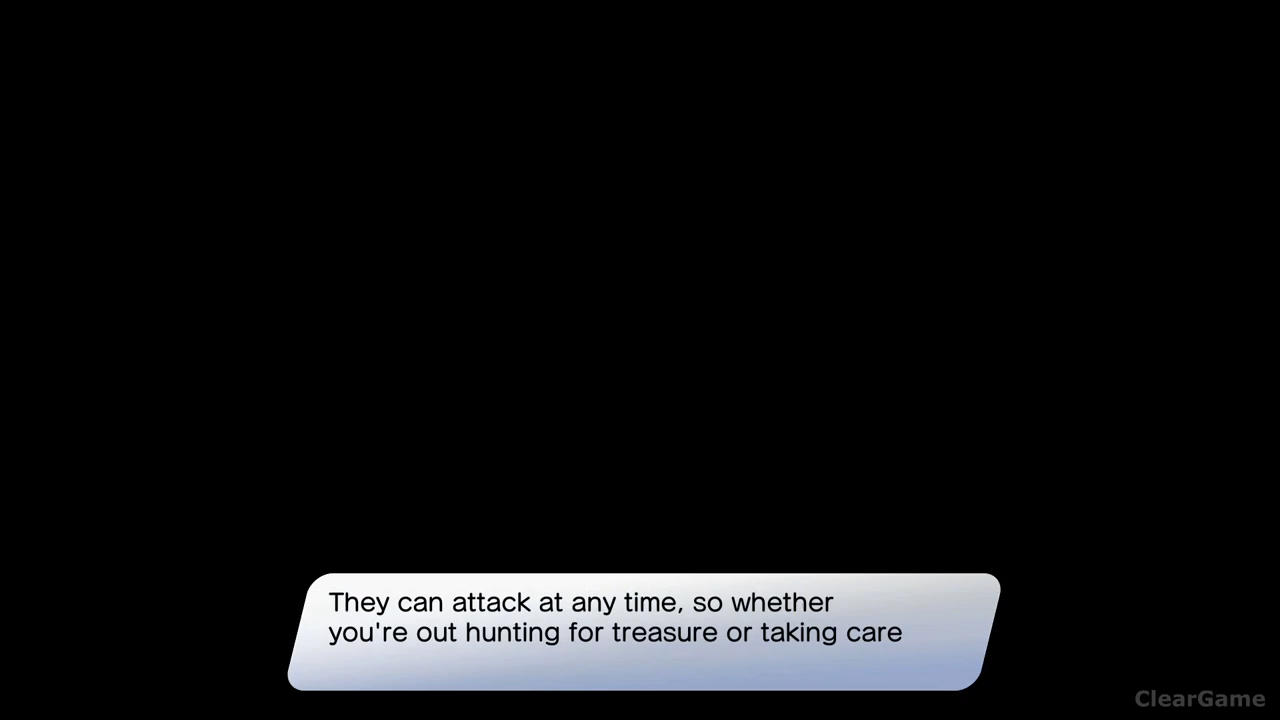 They can attack at any time, so whether
you're out hunting for treasure or taking care
ClearGame